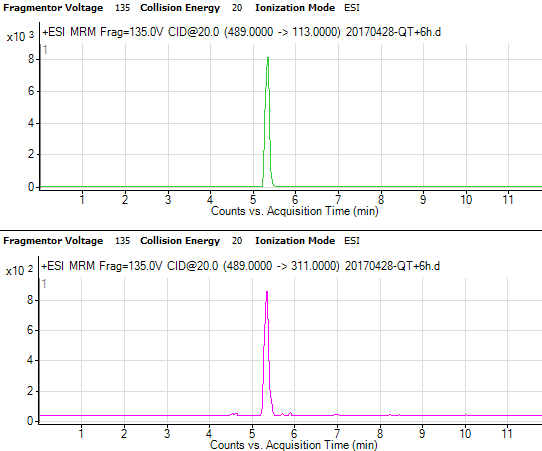 Fragmentor Voltage 135 Collision Energy 20 Ionization Mode ESI
x10 3 +ESI MRM Frag=135.0V CID@20.0 (489.0000 -> 113.0000) 20170428-QT+6h.d
1
8
6
4
2
0
1 2 3 4 5 6 7 8 9 10 11
Counts vs. Acquisition Time (min)
Fragmentor Voltage 135 Collision Energy 20 Ionization Mode ESI
x10 2 +ESI MRM Frag=135.0V CID@20.0 (489.0000 -> 311.0000) 20170428-QT+6h.d
1
8
6
4
2
0
1 2 3 4 5 6 7 8 9 10 11
Counts vs. Acquisition Time (min)